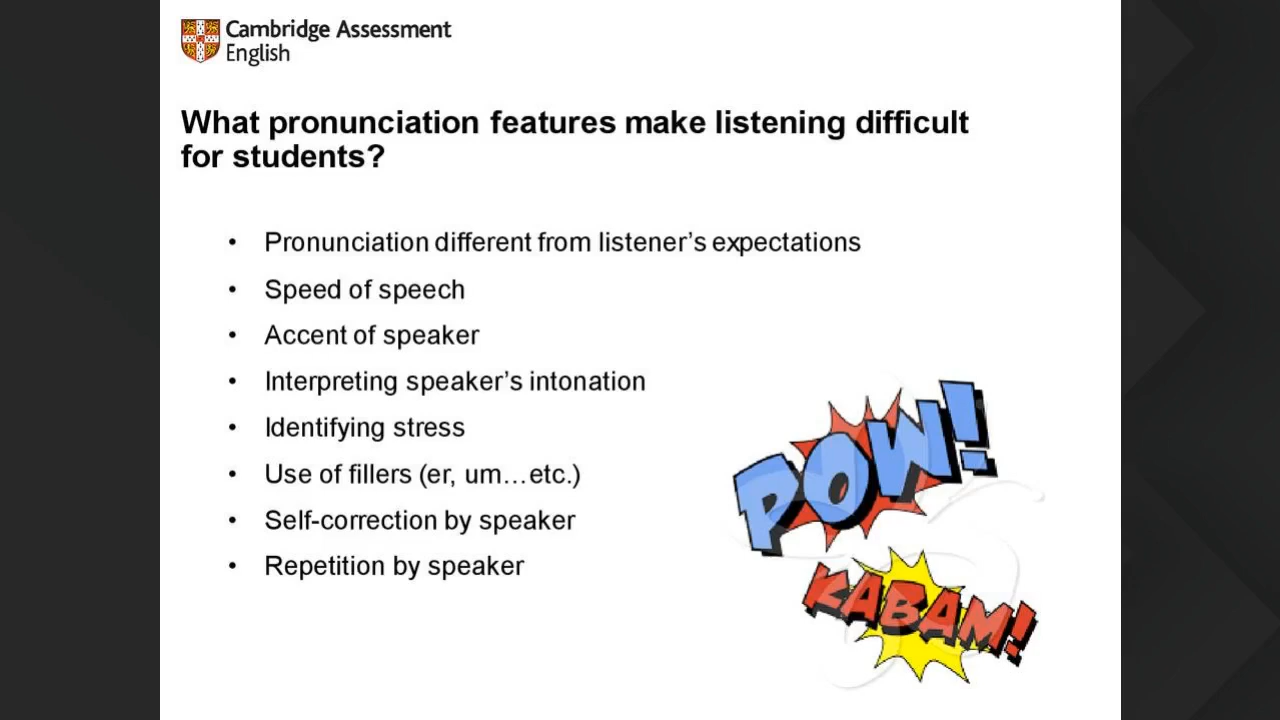 Cambridge Assessment
English
What pronunciation features make listening difficult
for students?
• Pronunciation different from listener’s expectations
• Speed of speech
• Accent of speaker
• Interpreting speaker’s intonation
• Identifying stress
• Use of fillers (er, um…etc.)
• Self-correction by speaker
• Repetition by speaker
POW!
KABAM!